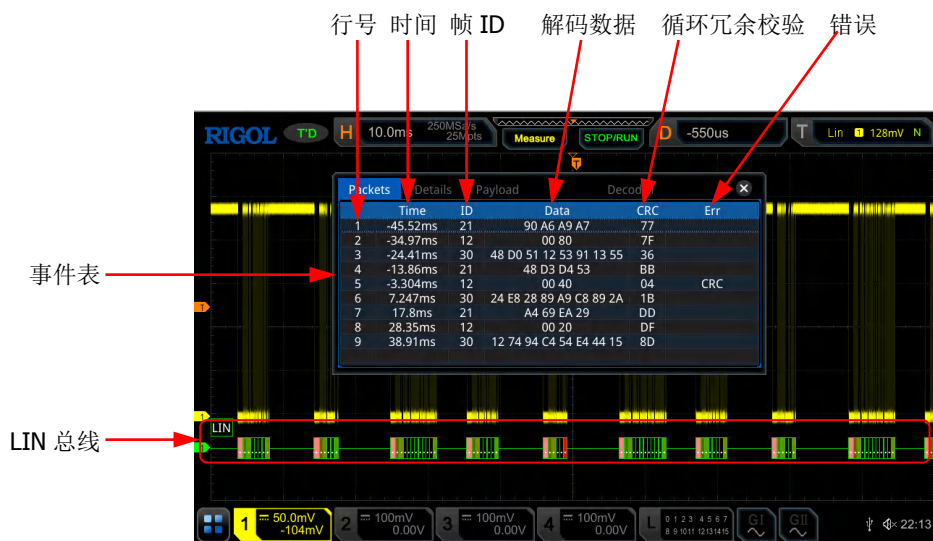 行号 时间 帧 ID 解码数据 循环冗余校验 错误
RIGOL T'D H 10.0ms 250MSa/s 25Mpts Measure STOP/RUN D -550us T Lin 1 128mV N
T
Packets Details Payload
Time ID Data CRC Err
1 -45.52ms 21 90 A6 A9 A7 77
2 -34.97ms 12 00 80 7F
3 -24.41ms 30 48 D0 51 12 53 91 13 55 36
4 -13.86ms 21 48 D3 D4 53 BB
5 -3.304ms 12 00 40 04 CRC
6 7.247ms 30 24 E8 28 89 A9 C8 89 2A 1B
7 17.8ms 21 A4 69 EA 29 DD
8 28.35ms 12 00 20 DF
9 38.91ms 30 12 74 94 C4 54 E4 44 15 8D
事件表
T
1
LIN
LIN 总线
1 50.0mV -104mV 2 100mV 0.00V 3 100mV 0.00V 4 100mV 0.00V L 0 1 2 3 4 5 6 7 8 9 10 11 12 13 14 15 GI GII 22:13